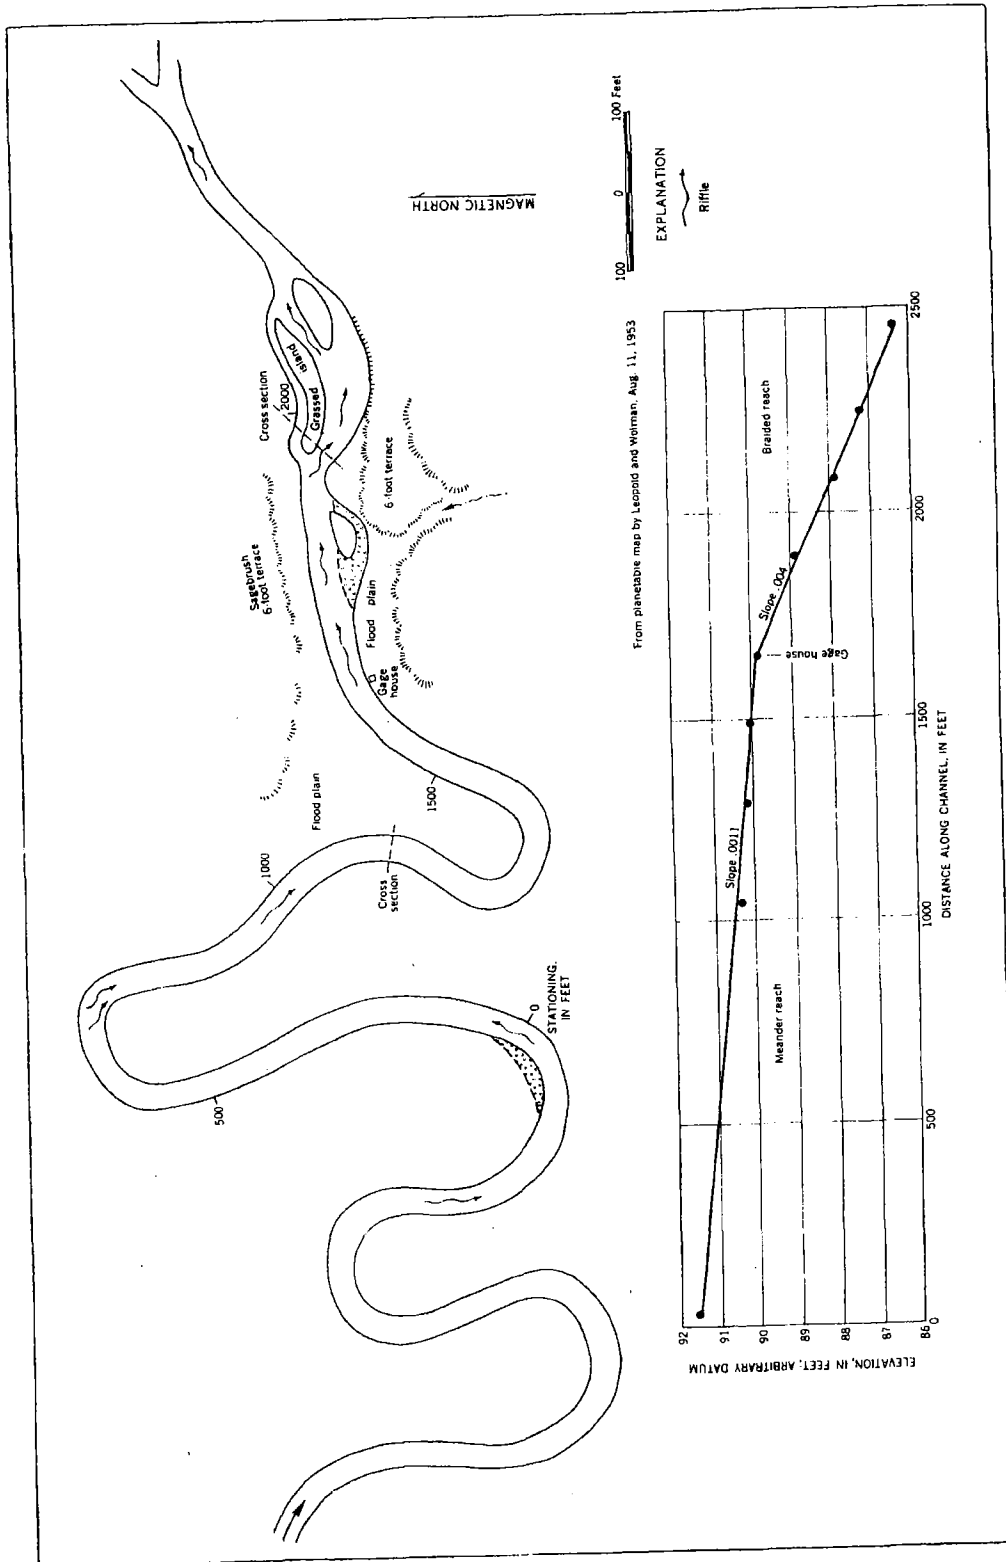 Sagebrush
6-foot terrace
Cross section
2000
Grassed
island
6-foot terrace
Flood plain
Gage
house
Flood plain
1000
Cross
section
1500
500
0
STATIONING,
IN FEET
MAGNETIC NORTH
100 0 100 Feet
EXPLANATION
Riffle
From planetable map by Leopold and Wolman, Aug. 11, 1953
ELEVATION, IN FEET; ARBITRARY DATUM
92
91
90
89
88
87
86
Slope .0011
Slope .004
Gage house
Meander reach
Braided reach
0 500 1000 1500 2000 2500
DISTANCE ALONG CHANNEL, IN FEET